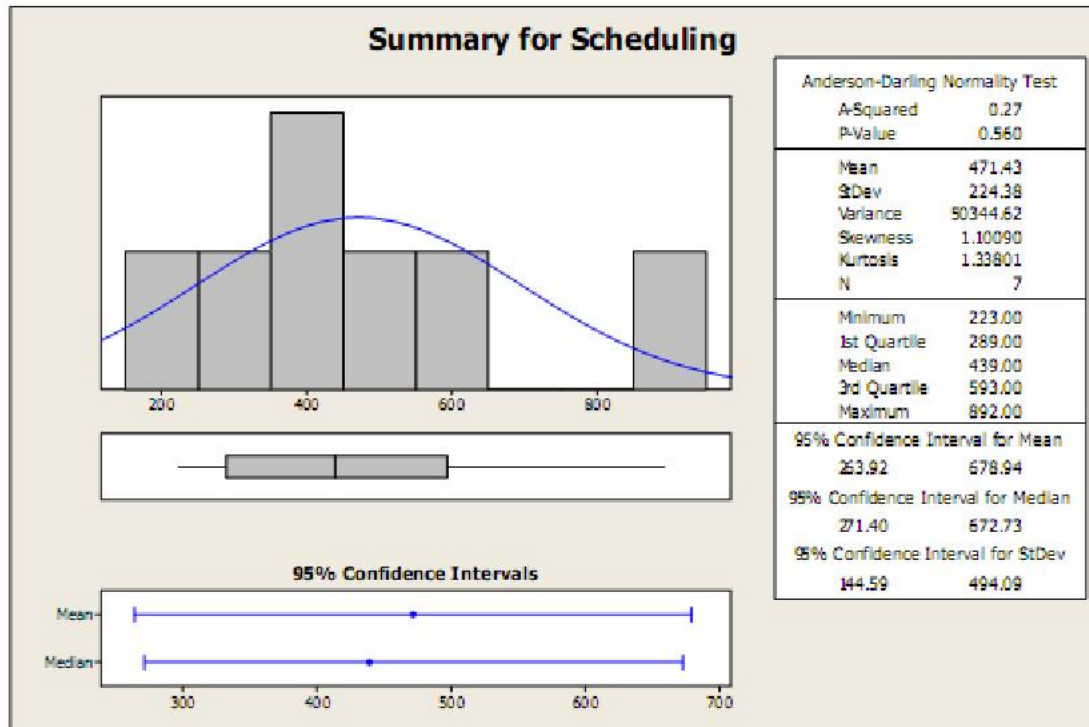 Summary for Scheduling
Anderson-Darling Normality Test
A-Squared 0.27
P-Value 0.560
Mean 471.43
StDev 224.38
Variance 50344.62
Skewness 1.10090
Kurtosis 1.33801
N 7
Minimum 223.00
1st Quartile 289.00
Median 439.00
3rd Quartile 593.00
Maximum 892.00
95% Confidence Interval for Mean
263.92 678.94
95% Confidence Interval for Median
271.40 672.73
95% Confidence Interval for StDev
144.59 494.09
200 400 600 800
95% Confidence Intervals
Mean
Median
300 400 500 600 700